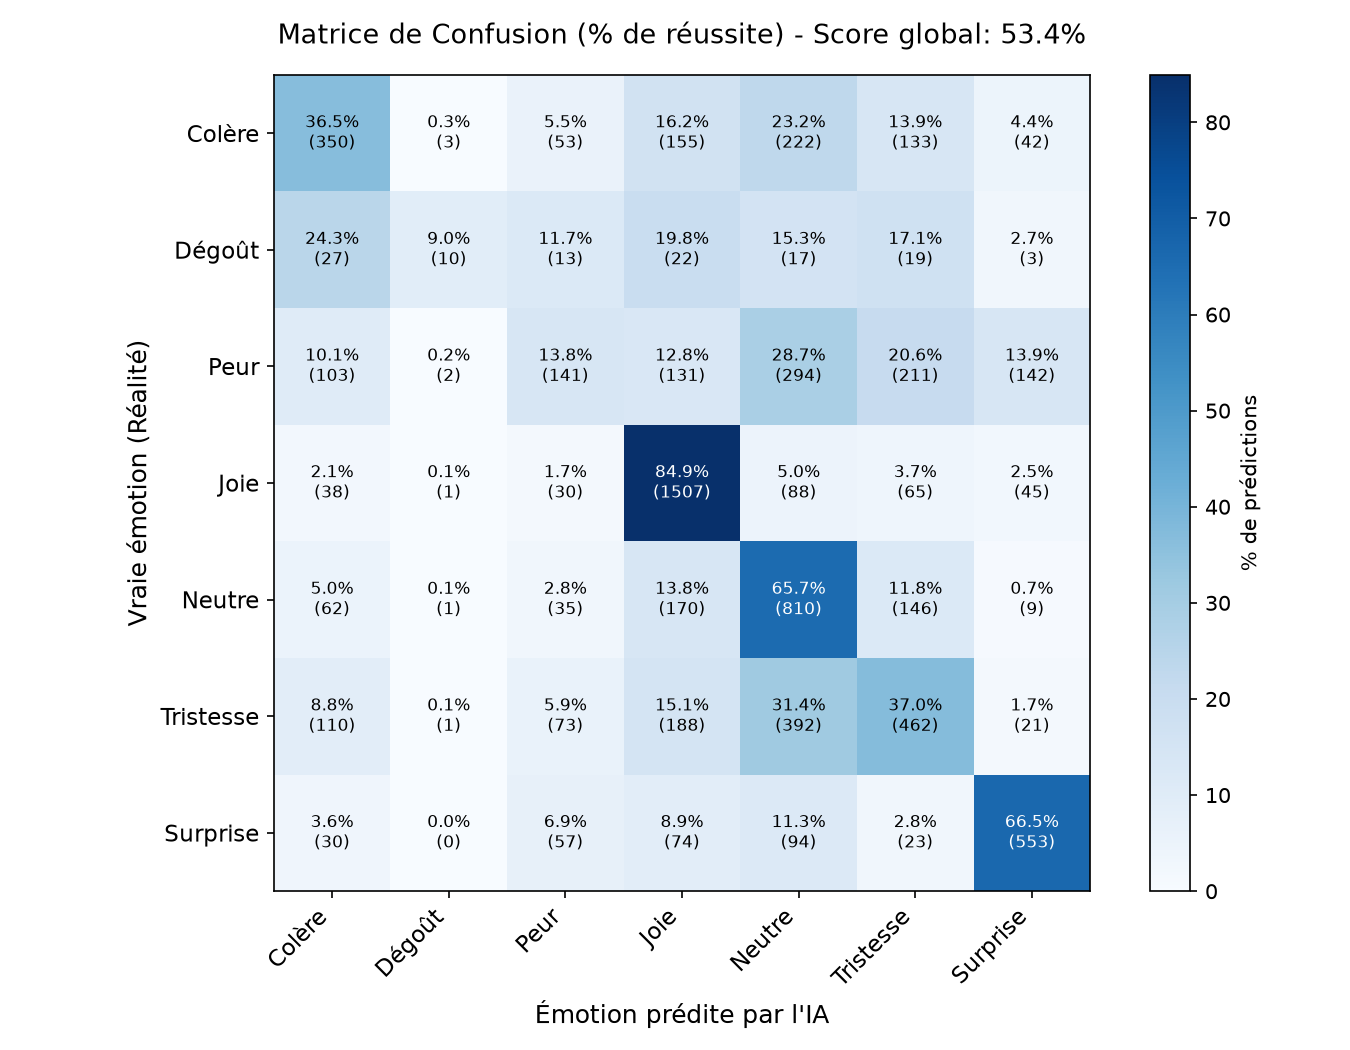 Matrice de Confusion (% de réussite) - Score global: 53.4%
Vraie émotion (Réalité)
Colère
36.5% 0.3% 5.5% 16.2% 23.2% 13.9% 4.4%
(350) (3) (53) (155) (222) (133) (42)
Dégoût
24.3% 9.0% 11.7% 19.8% 15.3% 17.1% 2.7%
(27) (10) (13) (22) (17) (19) (3)
Peur
10.1% 0.2% 13.8% 12.8% 28.7% 20.6% 13.9%
(103) (2) (141) (131) (294) (211) (142)
Joie
2.1% 0.1% 1.7% 84.9% 5.0% 3.7% 2.5%
(38) (1) (30) (1507) (88) (65) (45)
Neutre
5.0% 0.1% 2.8% 13.8% 65.7% 11.8% 0.7%
(62) (1) (35) (170) (810) (146) (9)
Tristesse
8.8% 0.1% 5.9% 15.1% 31.4% 37.0% 1.7%
(110) (1) (73) (188) (392) (462) (21)
Surprise
3.6% 0.0% 6.9% 8.9% 11.3% 2.8% 66.5%
(30) (0) (57) (74) (94) (23) (553)
Colère Dégoût Peur Joie Neutre Tristesse Surprise
Émotion prédite par l'IA
80
70
60
50
40
30
20
10
0
% de prédictions